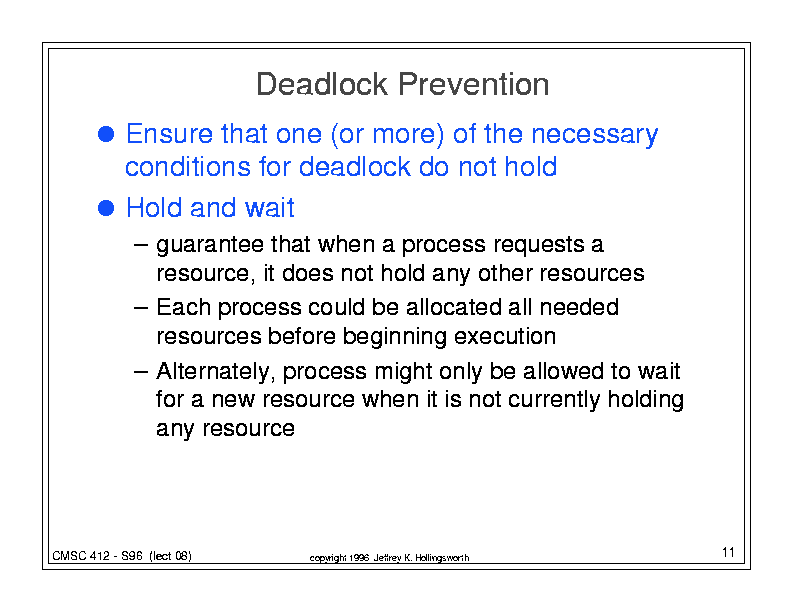 Deadlock Prevention
● Ensure that one (or more) of the necessary
conditions for deadlock do not hold
● Hold and wait
– guarantee that when a process requests a
resource, it does not hold any other resources
– Each process could be allocated all needed
resources before beginning execution
– Alternately, process might only be allowed to wait
for a new resource when it is not currently holding
any resource
CMSC 412 - S96 (lect 08)
copyright 1996 Jeffrey K. Hollingsworth
11